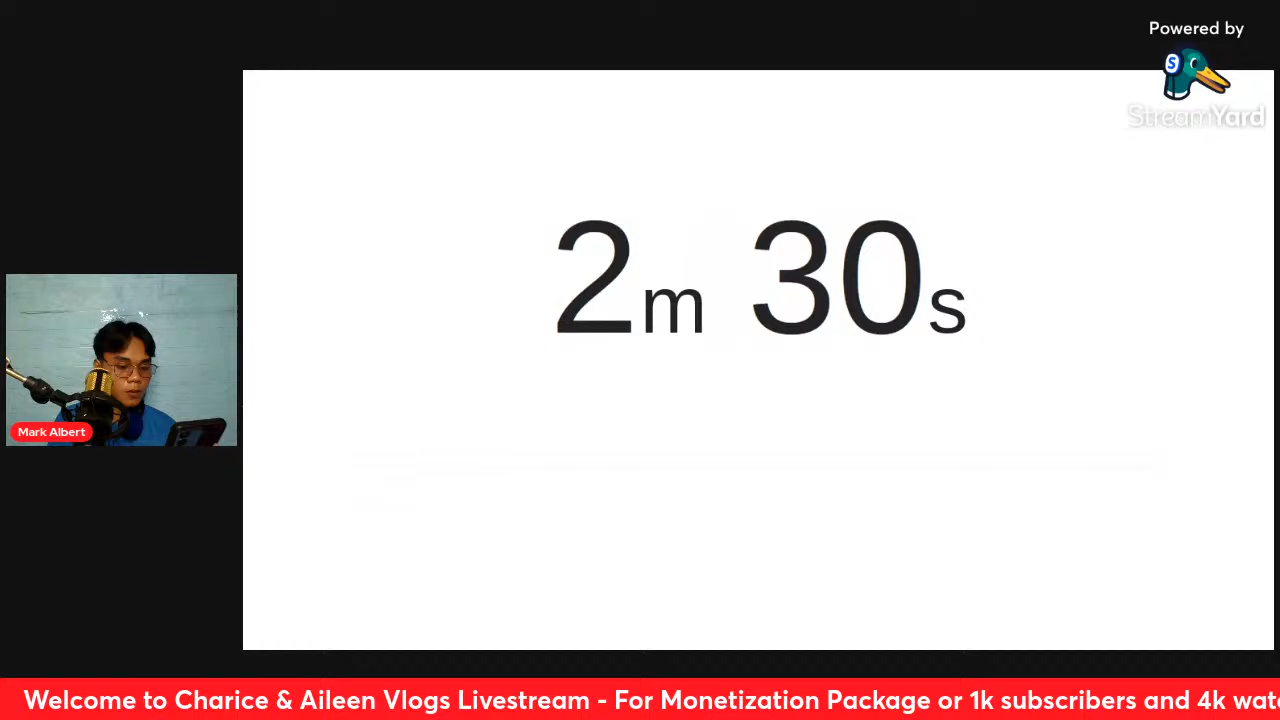 Powered by
S
StreamYard
2m 30s
Mark Albert
Welcome to Charice & Aileen Vlogs Livestream - For Monetization Package or 1k subscribers and 4k